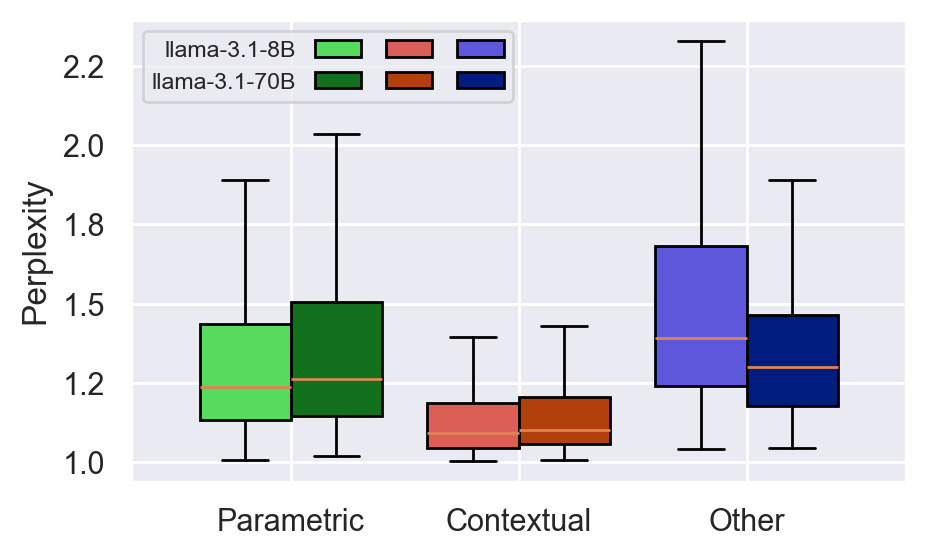 llama-3.1-8B
llama-3.1-70B
Perplexity
2.2
2.0
1.8
1.5
1.2
1.0
Parametric Contextual Other